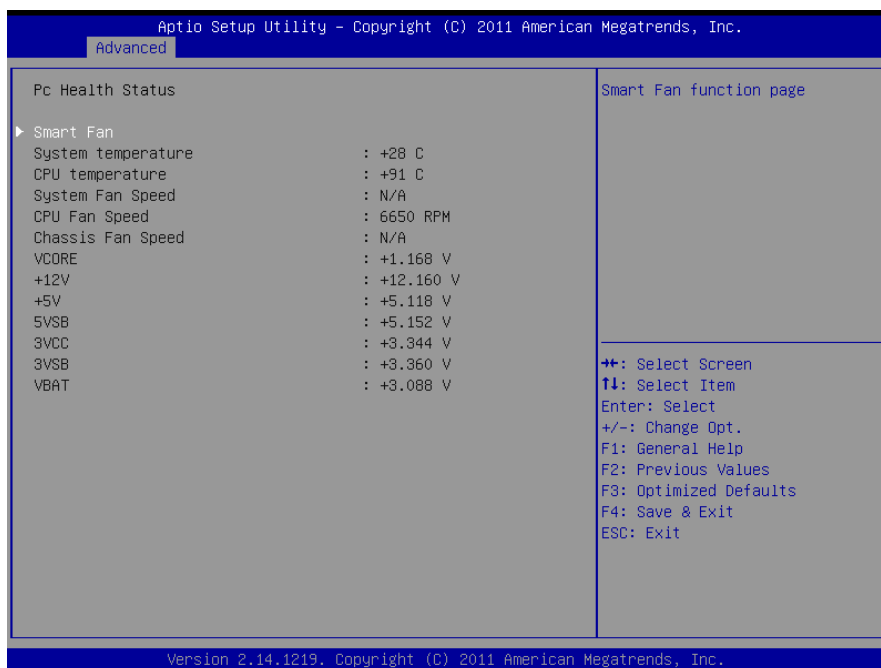 Aptio Setup Utility – Copyright (C) 2011 American Megatrends, Inc.
Advanced
Pc Health Status
Smart Fan
System temperature : +28 C
CPU temperature : +91 C
System Fan Speed : N/A
CPU Fan Speed : 6650 RPM
Chassis Fan Speed : N/A
VCORE : +1.168 V
+12V : +12.160 V
+5V : +5.118 V
5VSB : +5.152 V
3VCC : +3.344 V
3VSB : +3.360 V
VBAT : +3.088 V
Smart Fan function page
→←: Select Screen
↑↓: Select Item
Enter: Select
+/-: Change Opt.
F1: General Help
F2: Previous Values
F3: Optimized Defaults
F4: Save & Exit
ESC: Exit
Version 2.14.1219. Copyright (C) 2011 American Megatrends, Inc.